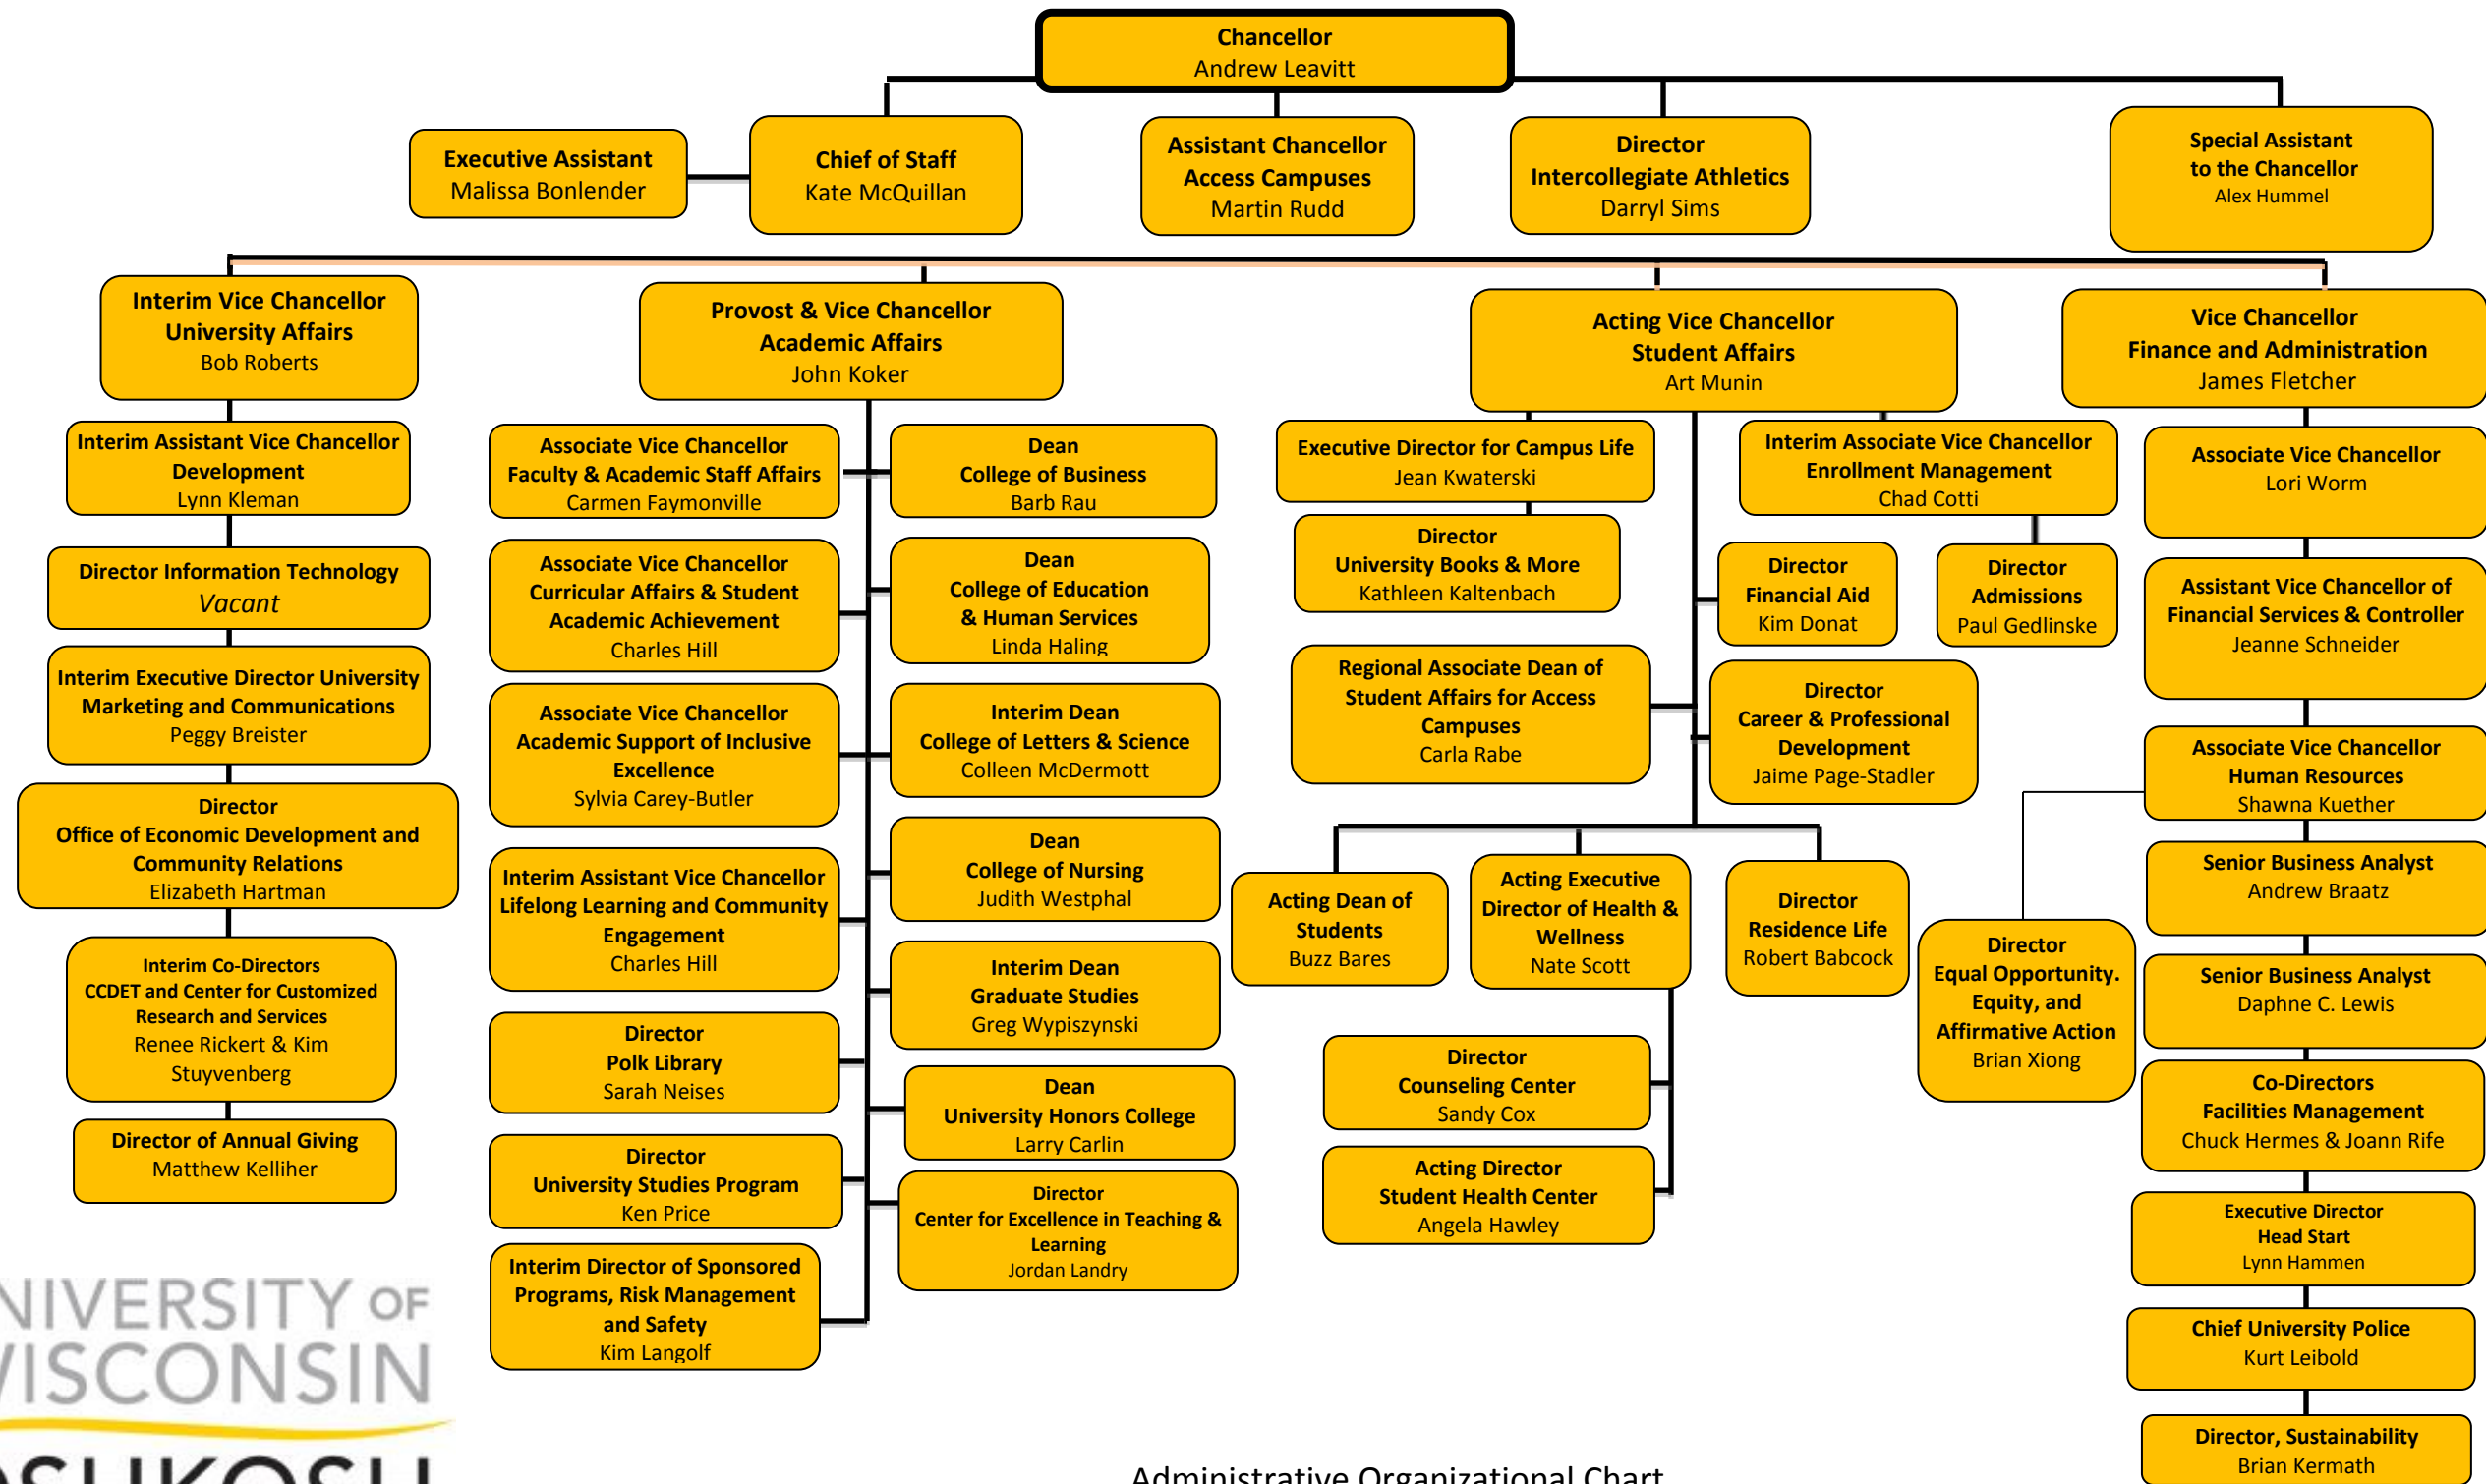 Chancellor
Andrew Leavitt
Executive Assistant
Malissa Bonlender
Chief of Staff
Kate McQuillan
Assistant Chancellor
Access Campuses
Martin Rudd
Director
Intercollegiate Athletics
Darryl Sims
Special Assistant
to the Chancellor
Alex Hummel
Interim Vice Chancellor
University Affairs
Bob Roberts
Interim Assistant Vice Chancellor
Development
Lynn Kleman
Director Information Technology
Vacant
Interim Executive Director University
Marketing and Communications
Peggy Breister
Director
Office of Economic Development and
Community Relations
Elizabeth Hartman
Interim Co-Directors
CCDET and Center for Customized
Research and Services
Renee Rickert & Kim
Stuyvenberg
Director of Annual Giving
Matthew Kelliher
Provost & Vice Chancellor
Academic Affairs
John Koker
Associate Vice Chancellor
Faculty & Academic Staff Affairs
Carmen Faymonville
Associate Vice Chancellor
Curricular Affairs & Student
Academic Achievement
Charles Hill
Associate Vice Chancellor
Academic Support of Inclusive
Excellence
Sylvia Carey-Butler
Interim Assistant Vice Chancellor
Lifelong Learning and Community
Engagement
Charles Hill
Director
Polk Library
Sarah Neises
Director
University Studies Program
Ken Price
Interim Director of Sponsored
Programs, Risk Management
and Safety
Kim Langolf
Dean
College of Business
Barb Rau
Dean
College of Education
& Human Services
Linda Haling
Interim Dean
College of Letters & Science
Colleen McDermott
Dean
College of Nursing
Judith Westphal
Interim Dean
Graduate Studies
Greg Wypiszynski
Dean
University Honors College
Larry Carlin
Director
Center for Excellence in Teaching &
Learning
Jordan Landry
Acting Vice Chancellor
Student Affairs
Art Munin
Executive Director for Campus Life
Jean Kwaterski
Director
University Books & More
Kathleen Kaltenbach
Interim Associate Vice Chancellor
Enrollment Management
Chad Cotti
Director
Financial Aid
Kim Donat
Director
Admissions
Paul Gedlinske
Regional Associate Dean of
Student Affairs for Access
Campuses
Carla Rabe
Director
Career & Professional
Development
Jaime Page-Stadler
Acting Dean of
Students
Buzz Bares
Acting Executive
Director of Health &
Wellness
Nate Scott
Director
Residence Life
Robert Babcock
Director
Counseling Center
Sandy Cox
Acting Director
Student Health Center
Angela Hawley
Vice Chancellor
Finance and Administration
James Fletcher
Associate Vice Chancellor
Lori Worm
Assistant Vice Chancellor of
Financial Services & Controller
Jeanne Schneider
Associate Vice Chancellor
Human Resources
Shawna Kuether
Director
Equal Opportunity.
Equity, and
Affirmative Action
Brian Xiong
Senior Business Analyst
Andrew Braatz
Senior Business Analyst
Daphne C. Lewis
Co-Directors
Facilities Management
Chuck Hermes & Joann Rife
Executive Director
Head Start
Lynn Hammen
Chief University Police
Kurt Leibold
Director, Sustainability
Brian Kermath
NIVERSITY OF
WISCONSIN
OSHKOSH
Administrative Organizational Chart